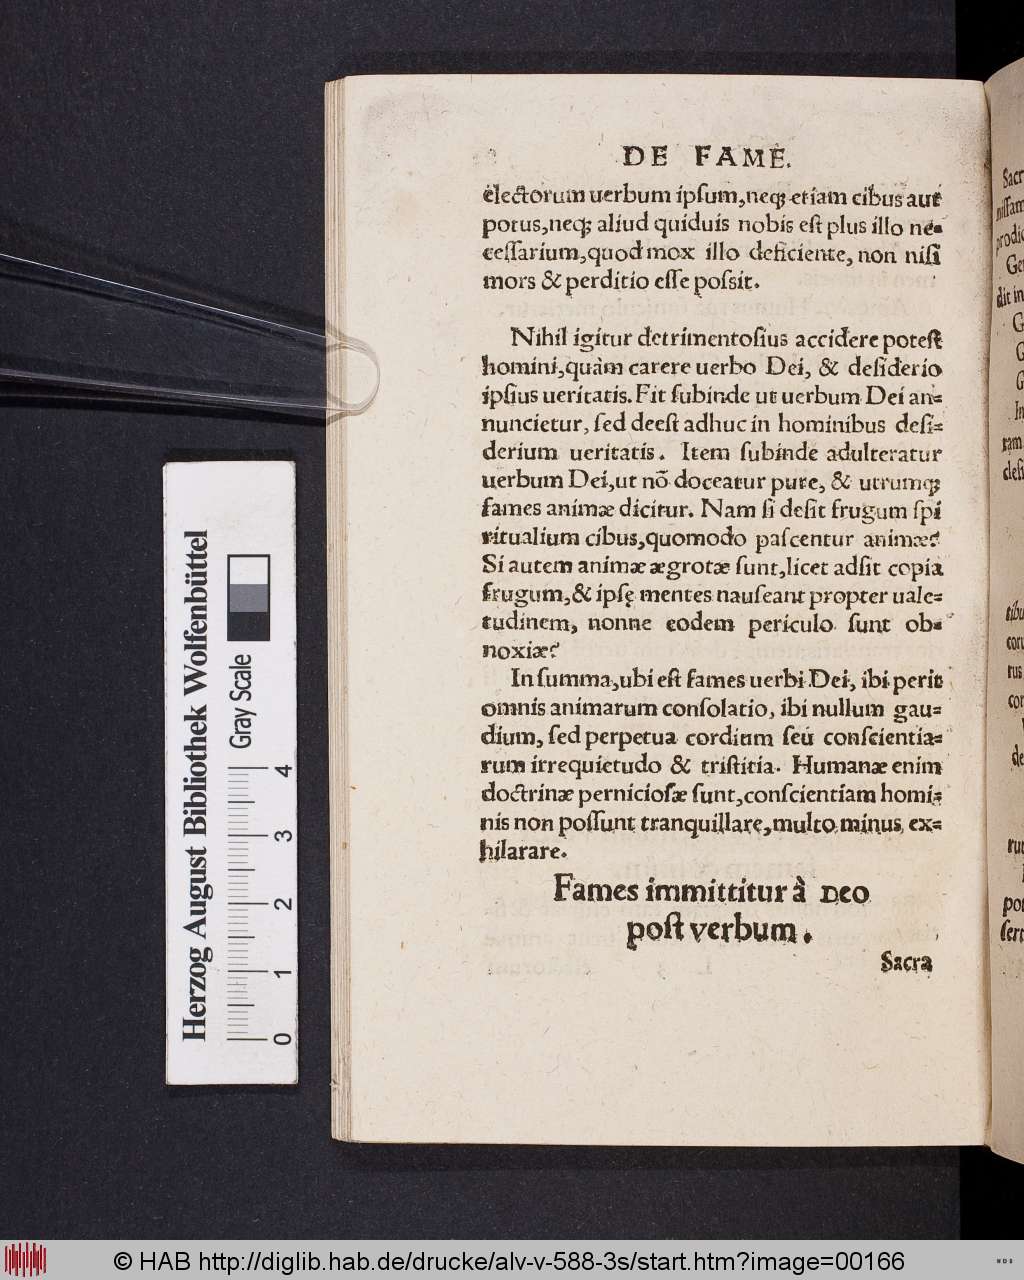 DE FAME.
electorum uerbum ipſum,neqꝫ etiam cibus aut
potus,neqꝫ aliud quiduis nobis eſt plus illo ne-
ceſſarium,quod mox illo deficiente, non niſi
mors & perditio eſſe poſsit.
Nihil igitur detrimentoſius accidere poteſt
homini,quàm carere uerbo Dei, & deſiderio
ipſius ueritatis. Fit ſubinde ut uerbum Dei an-
nuncietur, ſed deeſt adhuc in hominibus deſi-
derium ueritatis. Item ſubinde adulteratur
uerbum Dei,ut nõ doceatur pure, & utrumqꝫ
fames animæ dicitur. Nam ſi deſit frugum ſpi
ritualium cibus,quomodo paſcentur animæ?
Si autem animæ ægrotæ ſunt,licet adſit copia
frugum,& ipſę mentes nauſeant propter uale-
tudinem, nonne eodem periculo ſunt ob-
noxiæ?
In ſumma,ubi eſt fames uerbi Dei, ibi perit
omnis animarum conſolatio, ibi nullum gau-
dium, ſed perpetua cordium ſeu conſcientia-
rum irrequietudo & triſtitia. Humanæ enim
doctrinæ pernicioſæ ſunt,conſcientiam homi-
nis non poſſunt tranquillare,multo minus ex-
hilarare.
Fames immittitur à DEO
poſt verbum.
Sacra
Herzog August Bibliothek Wolfenbüttel
Gray Scale
0 1 2 3 4
© HAB http://diglib.hab.de/drucke/alv-v-588-3s/start.htm?image=00166